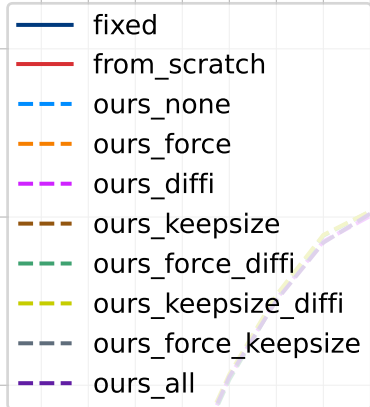 fixed
from_scratch
ours_none
ours_force
ours_diffi
ours_keepsize
ours_force_diffi
ours_keepsize_diffi
ours_force_keepsize
ours_all